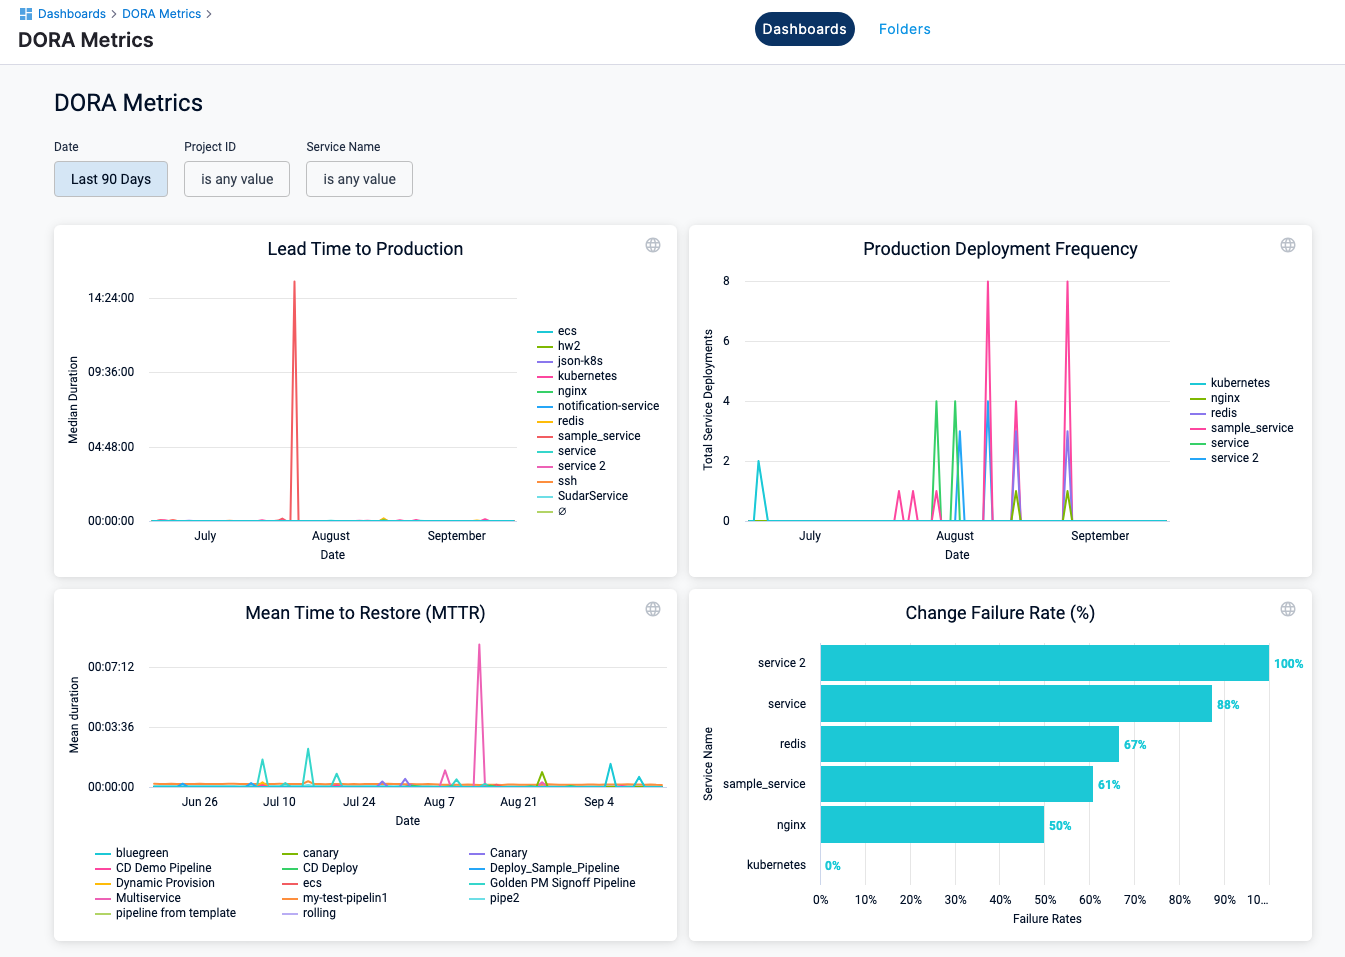 Dashboards > DORA Metrics >
DORA Metrics
Dashboards
Folders
DORA Metrics
Date
Project ID
Service Name
Last 90 Days
is any value
is any value
Lead Time to Production
Median Duration
14:24:00
09:36:00
04:48:00
00:00:00
July
August
September
Date
ecs
hw2
json-k8s
kubernetes
nginx
notification-service
redis
sample_service
service
service 2
ssh
SudarService
∅
Production Deployment Frequency
Total Service Deployments
8
6
4
2
0
July
August
September
Date
kubernetes
nginx
redis
sample_service
service
service 2
Mean Time to Restore (MTTR)
Mean duration
00:07:12
00:03:36
00:00:00
Jun 26
Jul 10
Jul 24
Aug 7
Aug 21
Sep 4
Date
bluegreen
canary
Canary
CD Demo Pipeline
CD Deploy
Deploy_Sample_Pipeline
Dynamic Provision
ecs
Golden PM Signoff Pipeline
Multiservice
my-test-pipelin1
pipe2
pipeline from template
rolling
Change Failure Rate (%)
Service Name
service 2
100%
service
88%
redis
67%
sample_service
61%
nginx
50%
kubernetes
0%
0%
10%
20%
30%
40%
50%
60%
70%
80%
90%
10...
Failure Rates